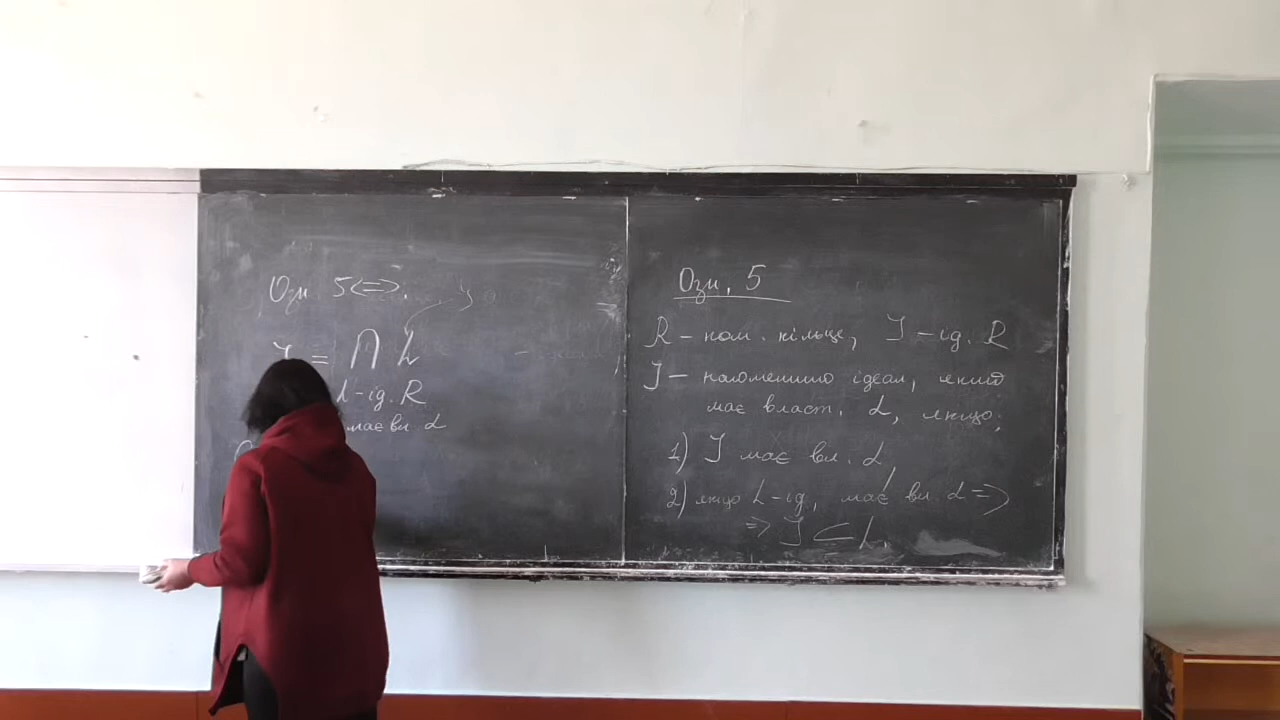 Озн 5 <=>.
J = ⋂ L
L-ід. R
має вл. α
Озн. 5
R – ком. кільце, J – ід. R
J – найменший ідеал, який
має власт. α, якщо:
1) J має вл. α,
2) якщо L-ід., має вл. α =>
=> J ⊂ L.